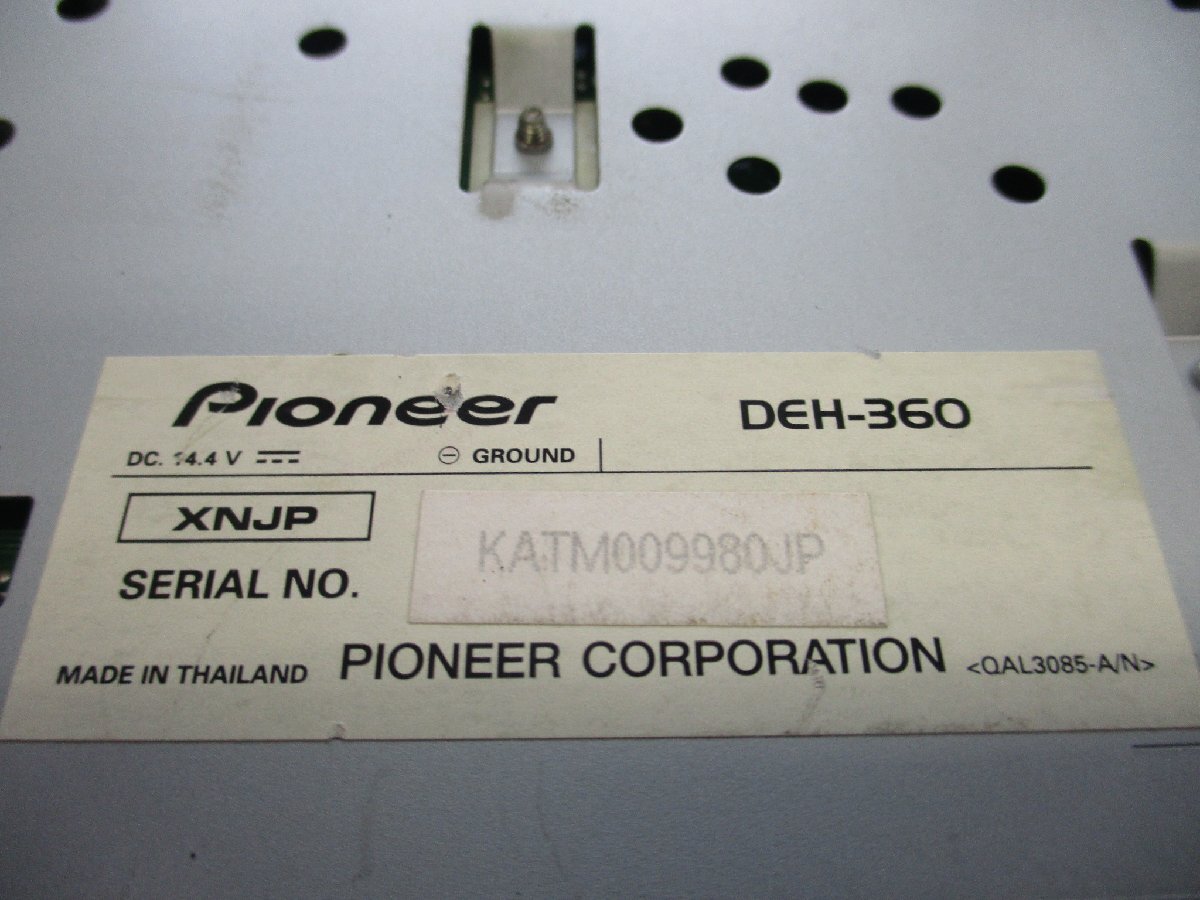 Pioneer DEH-360
DC. 14.4 V ⊖ GROUND
XNJP
KATM009980JP
SERIAL NO.
MADE IN THAILAND PIONEER CORPORATION <QAL3085-A/N>